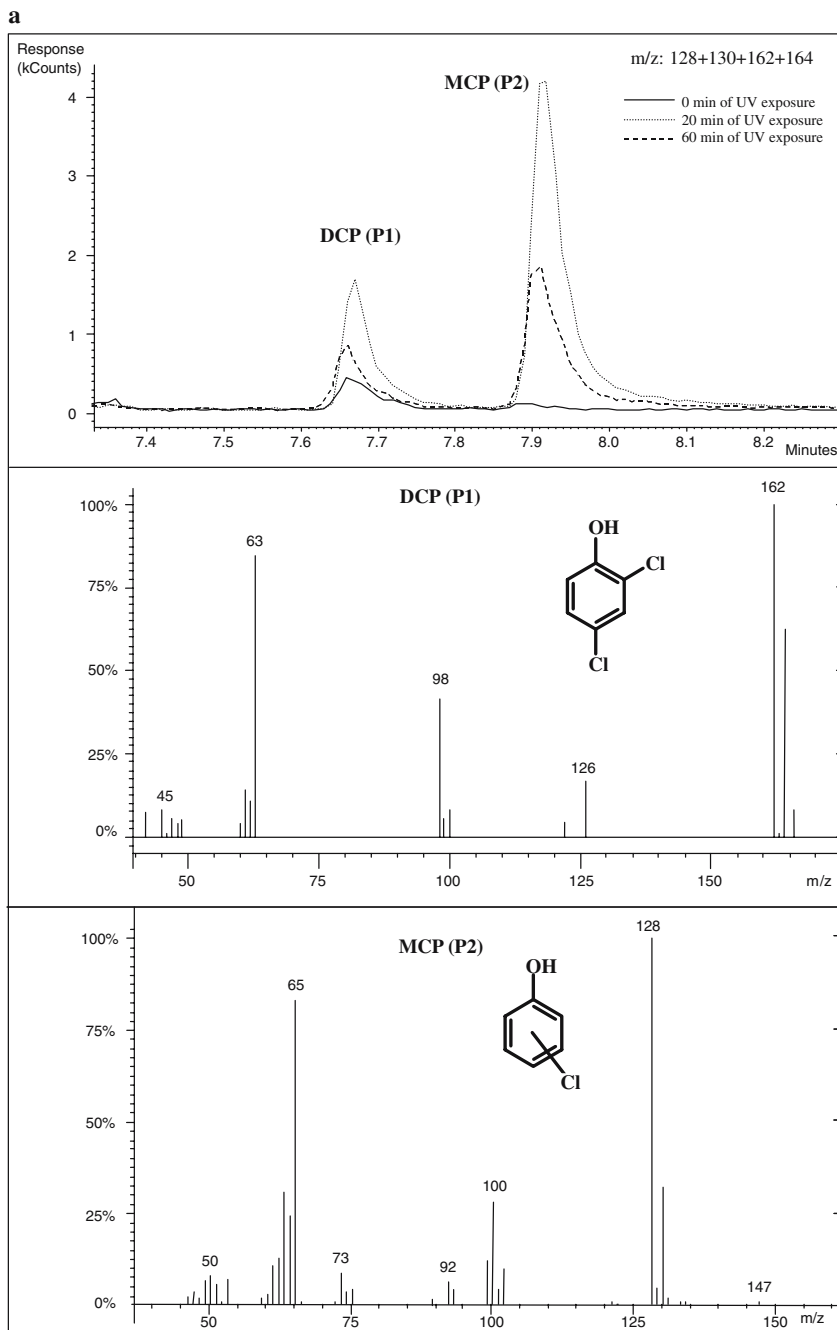 a
Response
(kCounts)
m/z: 128+130+162+164
MCP (P2)
0 min of UV exposure
20 min of UV exposure
60 min of UV exposure
DCP (P1)
4
3
2
1
0
7.4 7.5 7.6 7.7 7.8 7.9 8.0 8.1 8.2
Minutes
DCP (P1)
162
100%
63
OH
Cl
75%
Cl
50%
98
25%
126
45
0%
50 75 100 125 150 m/z
MCP (P2)
128
100%
OH
65
75%
Cl
50%
100
25%
50 73 92 147
0%
50 75 100 125 150 m/z